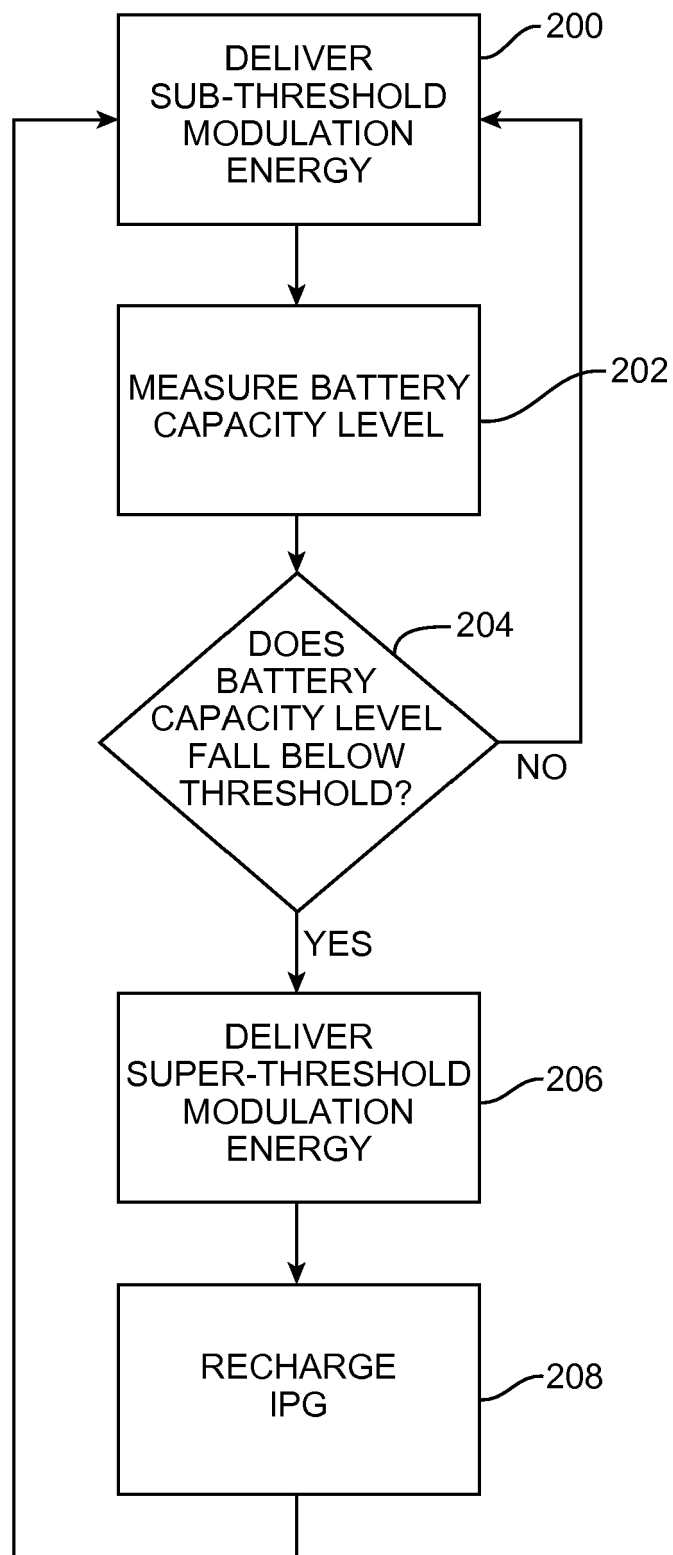 200
DELIVER
SUB-THRESHOLD
MODULATION
ENERGY
MEASURE BATTERY
CAPACITY LEVEL
202
204
DOES
BATTERY
CAPACITY LEVEL
FALL BELOW
THRESHOLD?
NO
YES
DELIVER
SUPER-THRESHOLD
MODULATION
ENERGY
206
RECHARGE
IPG
208